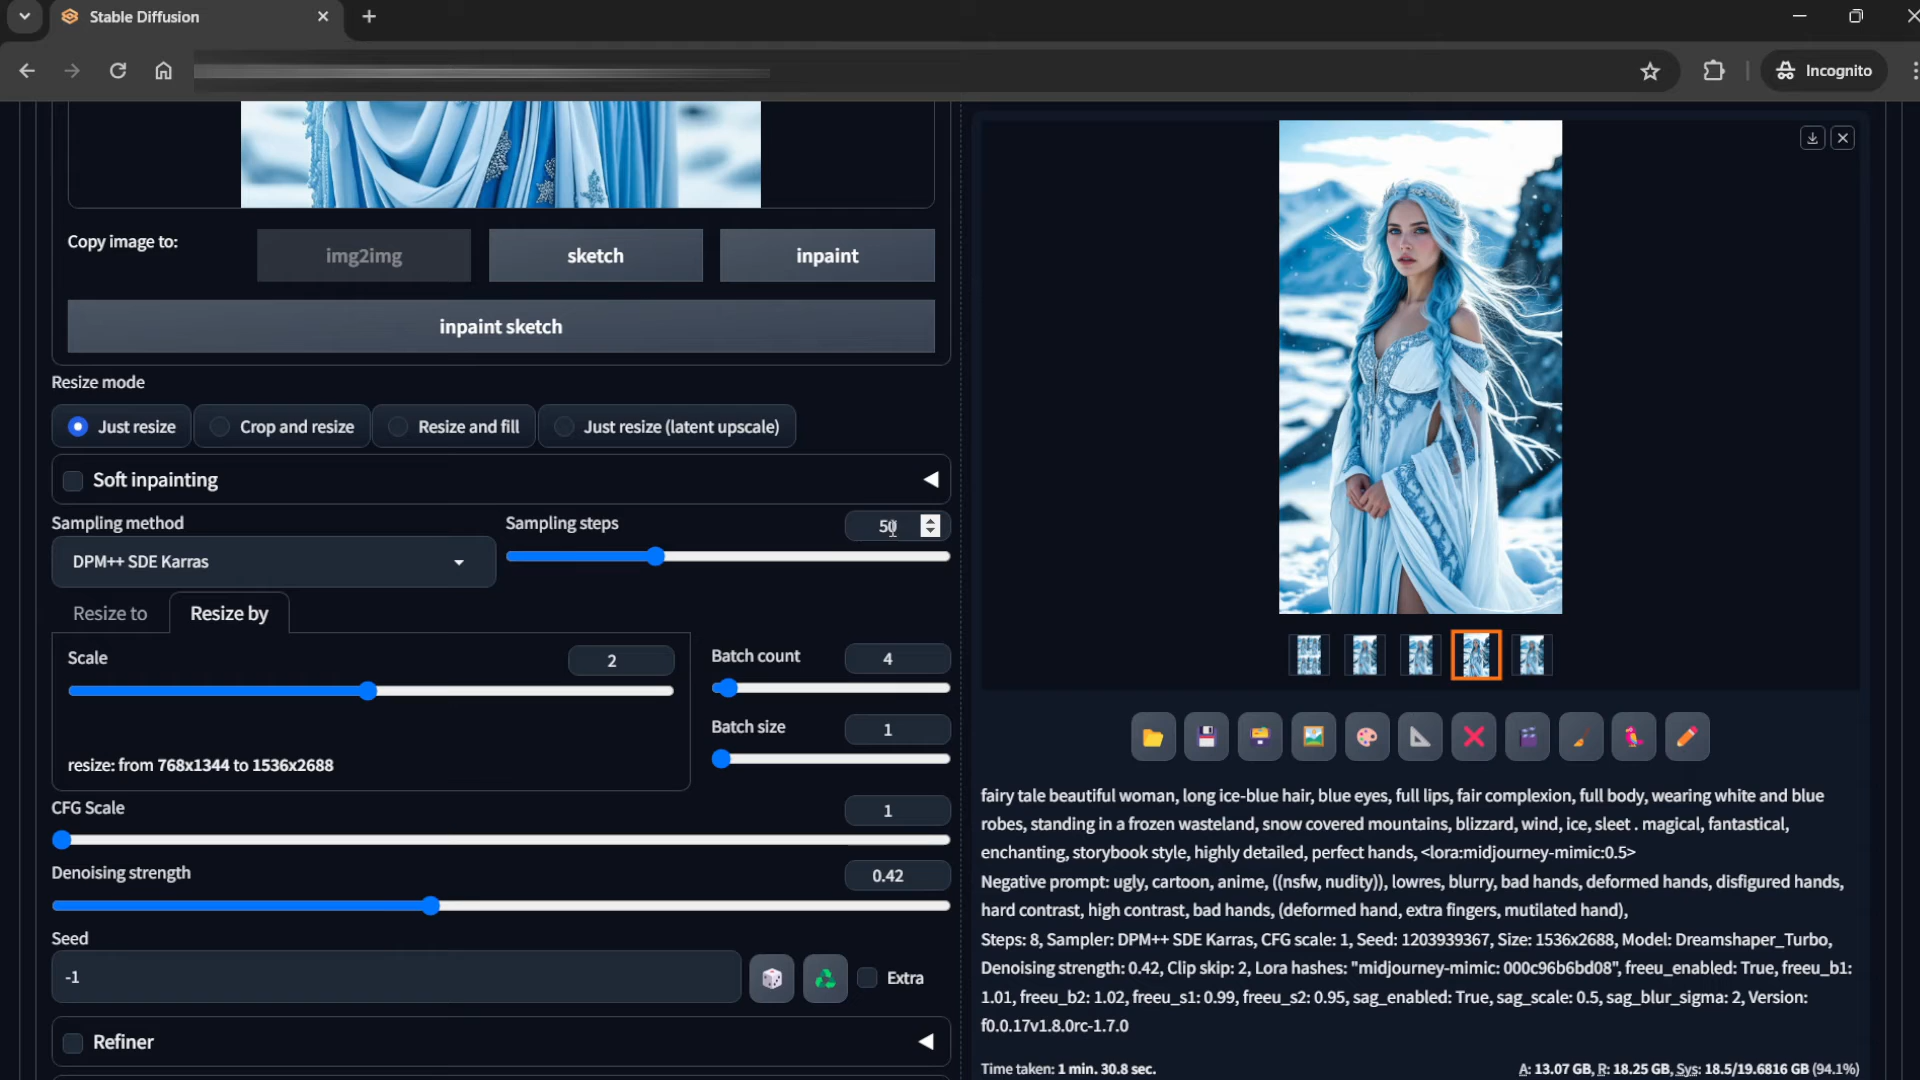 Stable Diffusion
Incognito
Copy image to:
img2img
sketch
inpaint
inpaint sketch
Resize mode
Just resize
Crop and resize
Resize and fill
Just resize (latent upscale)
Soft inpainting
Sampling method
Sampling steps
50
DPM++ SDE Karras
Resize to
Resize by
Scale
2
Batch count
4
Batch size
1
resize: from 768x1344 to 1536x2688
CFG Scale
1
Denoising strength
0.42
Seed
-1
Extra
Refiner
fairy tale beautiful woman, long ice-blue hair, blue eyes, full lips, fair complexion, full body, wearing white and blue
robes, standing in a frozen wasteland, snow covered mountains, blizzard, wind, ice, sleet . magical, fantastical,
enchanting, storybook style, highly detailed, perfect hands, <lora:midjourney-mimic:0.5>
Negative prompt: ugly, cartoon, anime, ((nsfw, nudity)), lowres, blurry, bad hands, deformed hands, disfigured hands,
hard contrast, high contrast, bad hands, (deformed hand, extra fingers, mutilated hand),
Steps: 8, Sampler: DPM++ SDE Karras, CFG scale: 1, Seed: 1203939367, Size: 1536x2688, Model: Dreamshaper_Turbo,
Denoising strength: 0.42, Clip skip: 2, Lora hashes: "midjourney-mimic: 000c96b6bd08", freeu_enabled: True, freeu_b1:
1.01, freeu_b2: 1.02, freeu_s1: 0.99, freeu_s2: 0.95, sag_enabled: True, sag_scale: 0.5, sag_blur_sigma: 2, Version:
f0.0.17v1.8.0rc-1.7.0
Time taken: 1 min. 30.8 sec.
A: 13.07 GB, R: 18.25 GB, Sys: 18.5/19.6816 GB (94.1%)